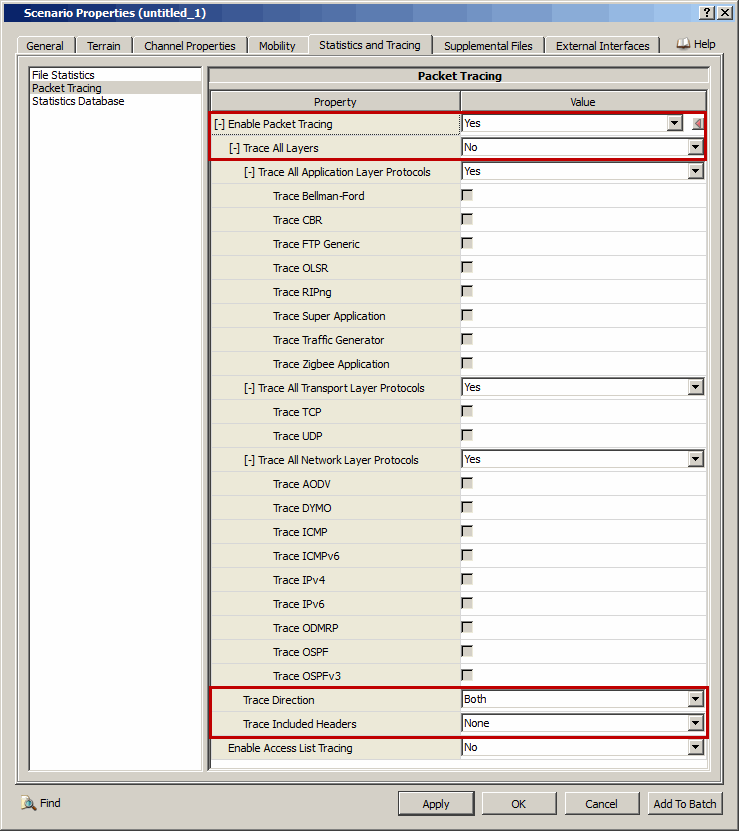 Scenario Properties (untitled_1)
?
General Terrain Channel Properties Mobility Statistics and Tracing Supplemental Files External Interfaces Help
File Statistics
Packet Tracing
Statistics Database
Packet Tracing
Property Value
[-] Enable Packet Tracing Yes
[-] Trace All Layers No
[-] Trace All Application Layer Protocols Yes
Trace Bellman-Ford
Trace CBR
Trace FTP Generic
Trace OLSR
Trace RIPng
Trace Super Application
Trace Traffic Generator
Trace Zigbee Application
[-] Trace All Transport Layer Protocols Yes
Trace TCP
Trace UDP
[-] Trace All Network Layer Protocols Yes
Trace AODV
Trace DYMO
Trace ICMP
Trace ICMPv6
Trace IPv4
Trace IPv6
Trace ODMRP
Trace OSPF
Trace OSPFv3
Trace Direction Both
Trace Included Headers None
Enable Access List Tracing No
Find Apply OK Cancel Add To Batch